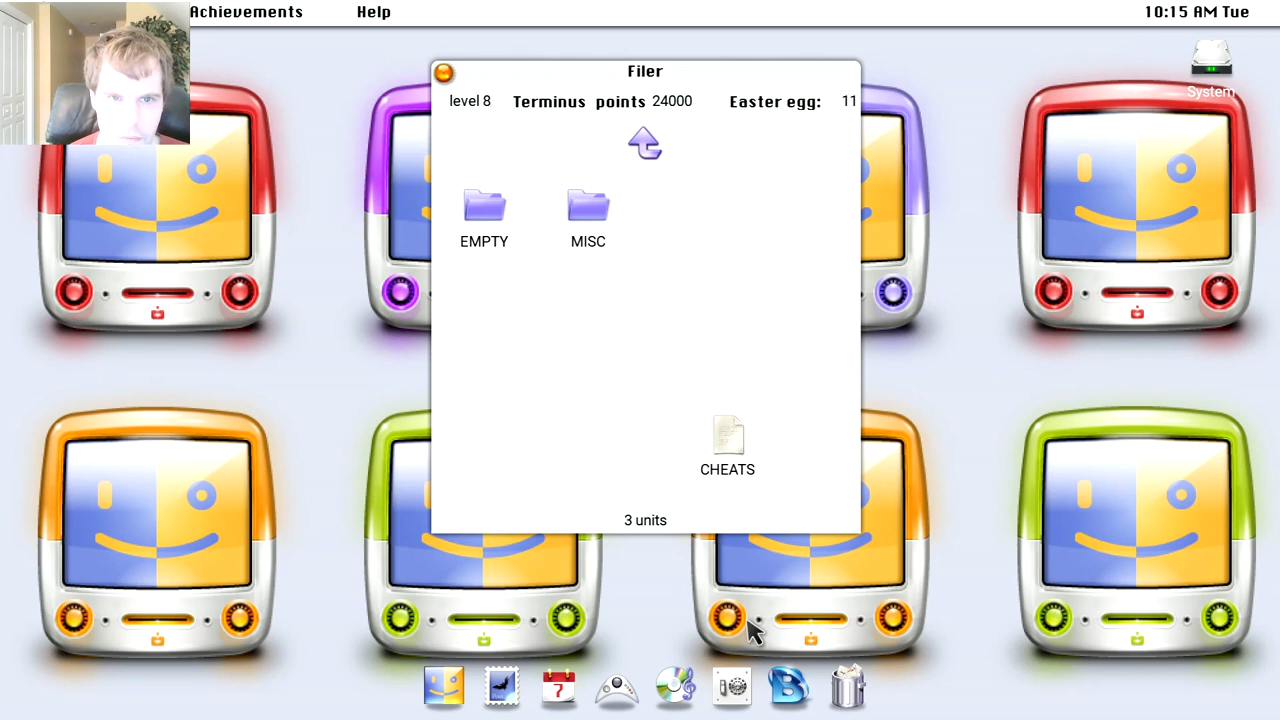 Achievements Help 10:15 AM Tue
Filer
level 8 Terminus points 24000 Easter egg: 11
System
EMPTY MISC
CHEATS
3 units
7